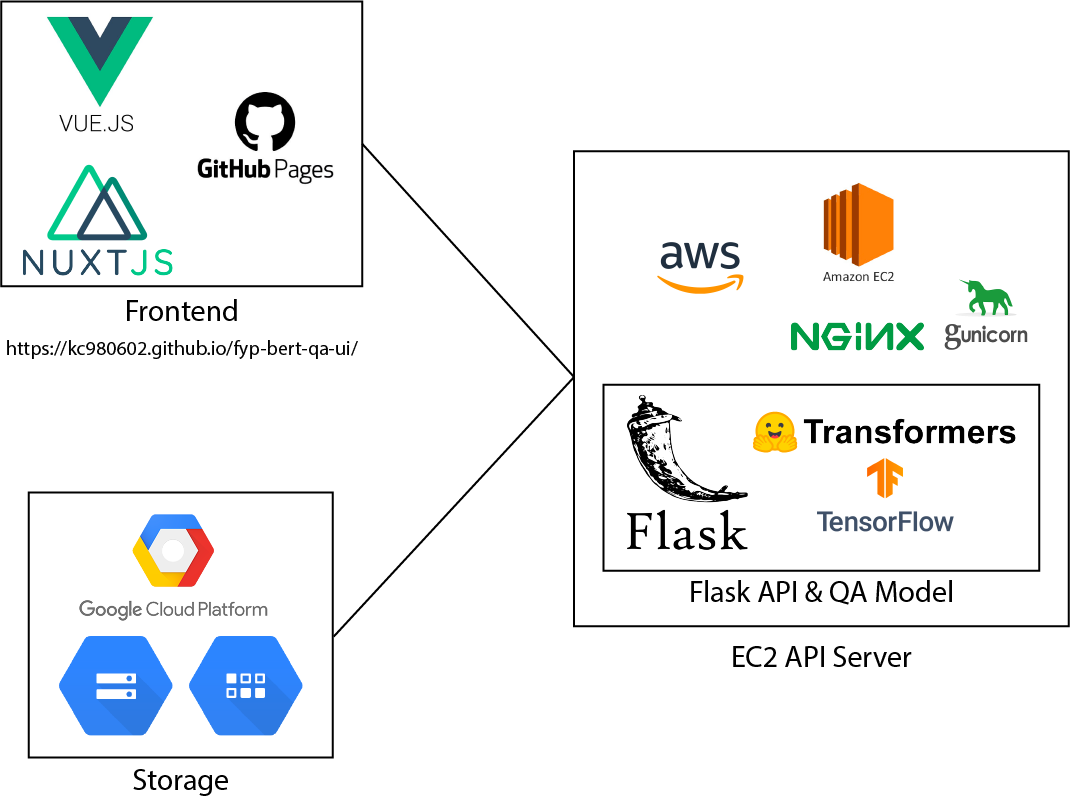 VUE.JS
GitHub Pages
NUXTJS
Frontend
https://kc980602.github.io/fyp-bert-qa-ui/
aws
Amazon EC2
NGINX
gunicorn
Transformers
TensorFlow
Flask
Flask API & QA Model
EC2 API Server
Google Cloud Platform
Storage